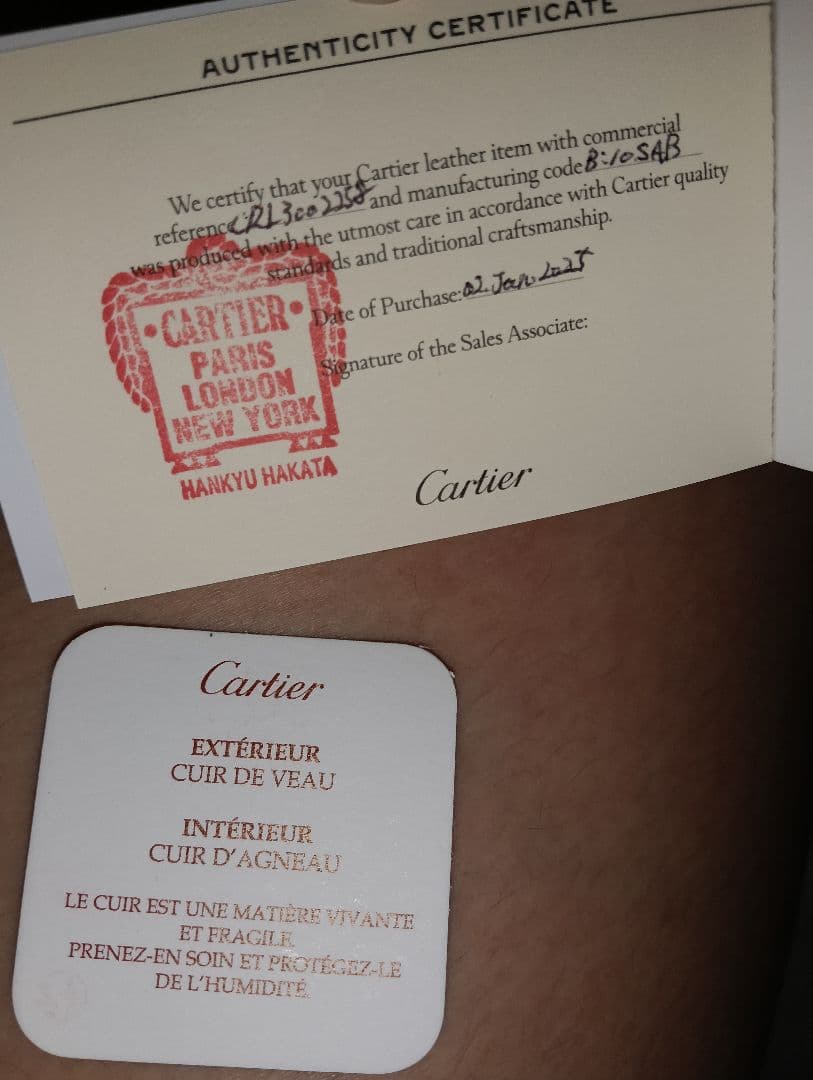 AUTHENTICITY CERTIFICATE
We certify that your Cartier leather item with commercial
reference: CRL3002258 and manufacturing code B:10SAB
was produced with the utmost care in accordance with Cartier quality
standards and traditional craftsmanship.
Date of Purchase: 02. Jan 2025
Signature of the Sales Associate:
•CARTIER•
PARIS
LONDON
NEW YORK
HANKYU HAKATA
Cartier
Cartier
EXTÉRIEUR
CUIR DE VEAU
INTÉRIEUR
CUIR D'AGNEAU
LE CUIR EST UNE MATIÈRE VIVANTE
ET FRAGILE
PRENEZ-EN SOIN ET PROTÉGEZ-LE
DE L'HUMIDITÉ